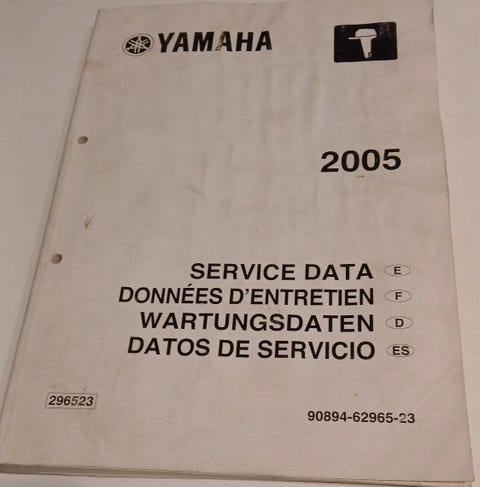 YAMAHA
2005
SERVICE DATA E
DONNÉES D'ENTRETIEN F
WARTUNGSDATEN D
DATOS DE SERVICIO ES
296523
90894-62965-23